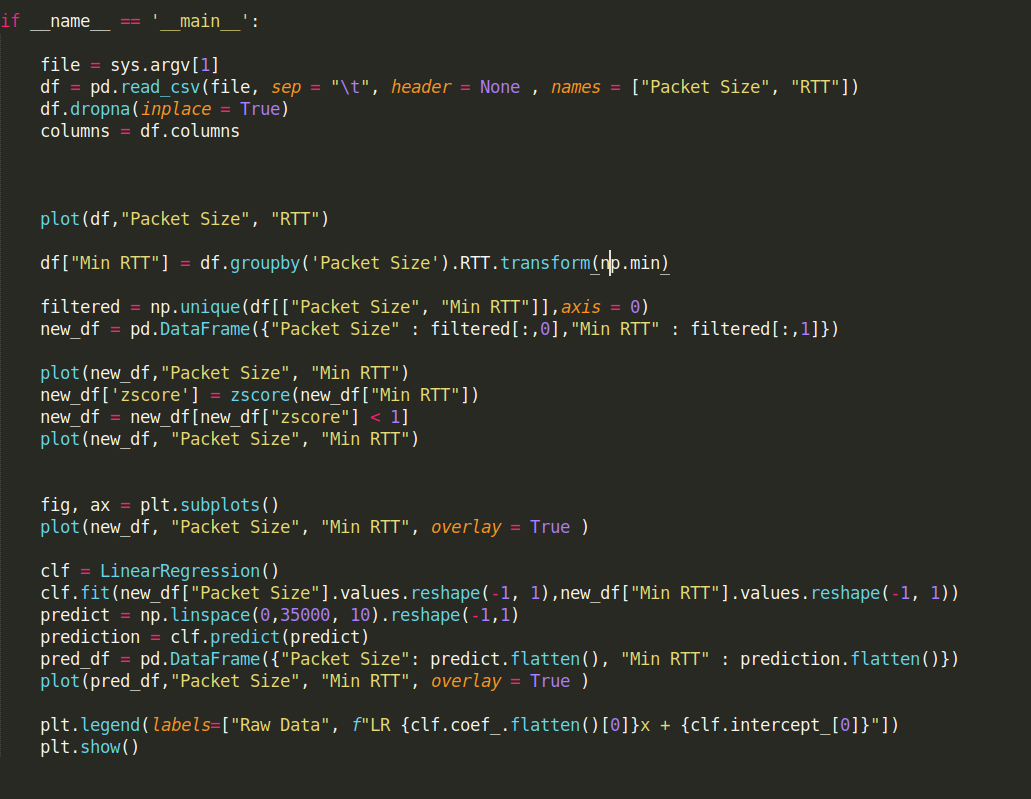 if __name__ == '__main__':
file = sys.argv[1]
df = pd.read_csv(file, sep = "\t", header = None , names = ["Packet Size", "RTT"])
df.dropna(inplace = True)
columns = df.columns
plot(df,"Packet Size", "RTT")
df["Min RTT"] = df.groupby('Packet Size').RTT.transform(np.min)
filtered = np.unique(df[["Packet Size", "Min RTT"]],axis = 0)
new_df = pd.DataFrame({"Packet Size" : filtered[:,0],"Min RTT" : filtered[:,1]})
plot(new_df,"Packet Size", "Min RTT")
new_df['zscore'] = zscore(new_df["Min RTT"])
new_df = new_df[new_df["zscore"] < 1]
plot(new_df, "Packet Size", "Min RTT")
fig, ax = plt.subplots()
plot(new_df, "Packet Size", "Min RTT", overlay = True )
clf = LinearRegression()
clf.fit(new_df["Packet Size"].values.reshape(-1, 1),new_df["Min RTT"].values.reshape(-1, 1))
predict = np.linspace(0,35000, 10).reshape(-1,1)
prediction = clf.predict(predict)
pred_df = pd.DataFrame({"Packet Size": predict.flatten(), "Min RTT" : prediction.flatten()})
plot(pred_df,"Packet Size", "Min RTT", overlay = True )
plt.legend(labels=["Raw Data", f"LR {clf.coef_.flatten()[0]}x + {clf.intercept_[0]}"])
plt.show()